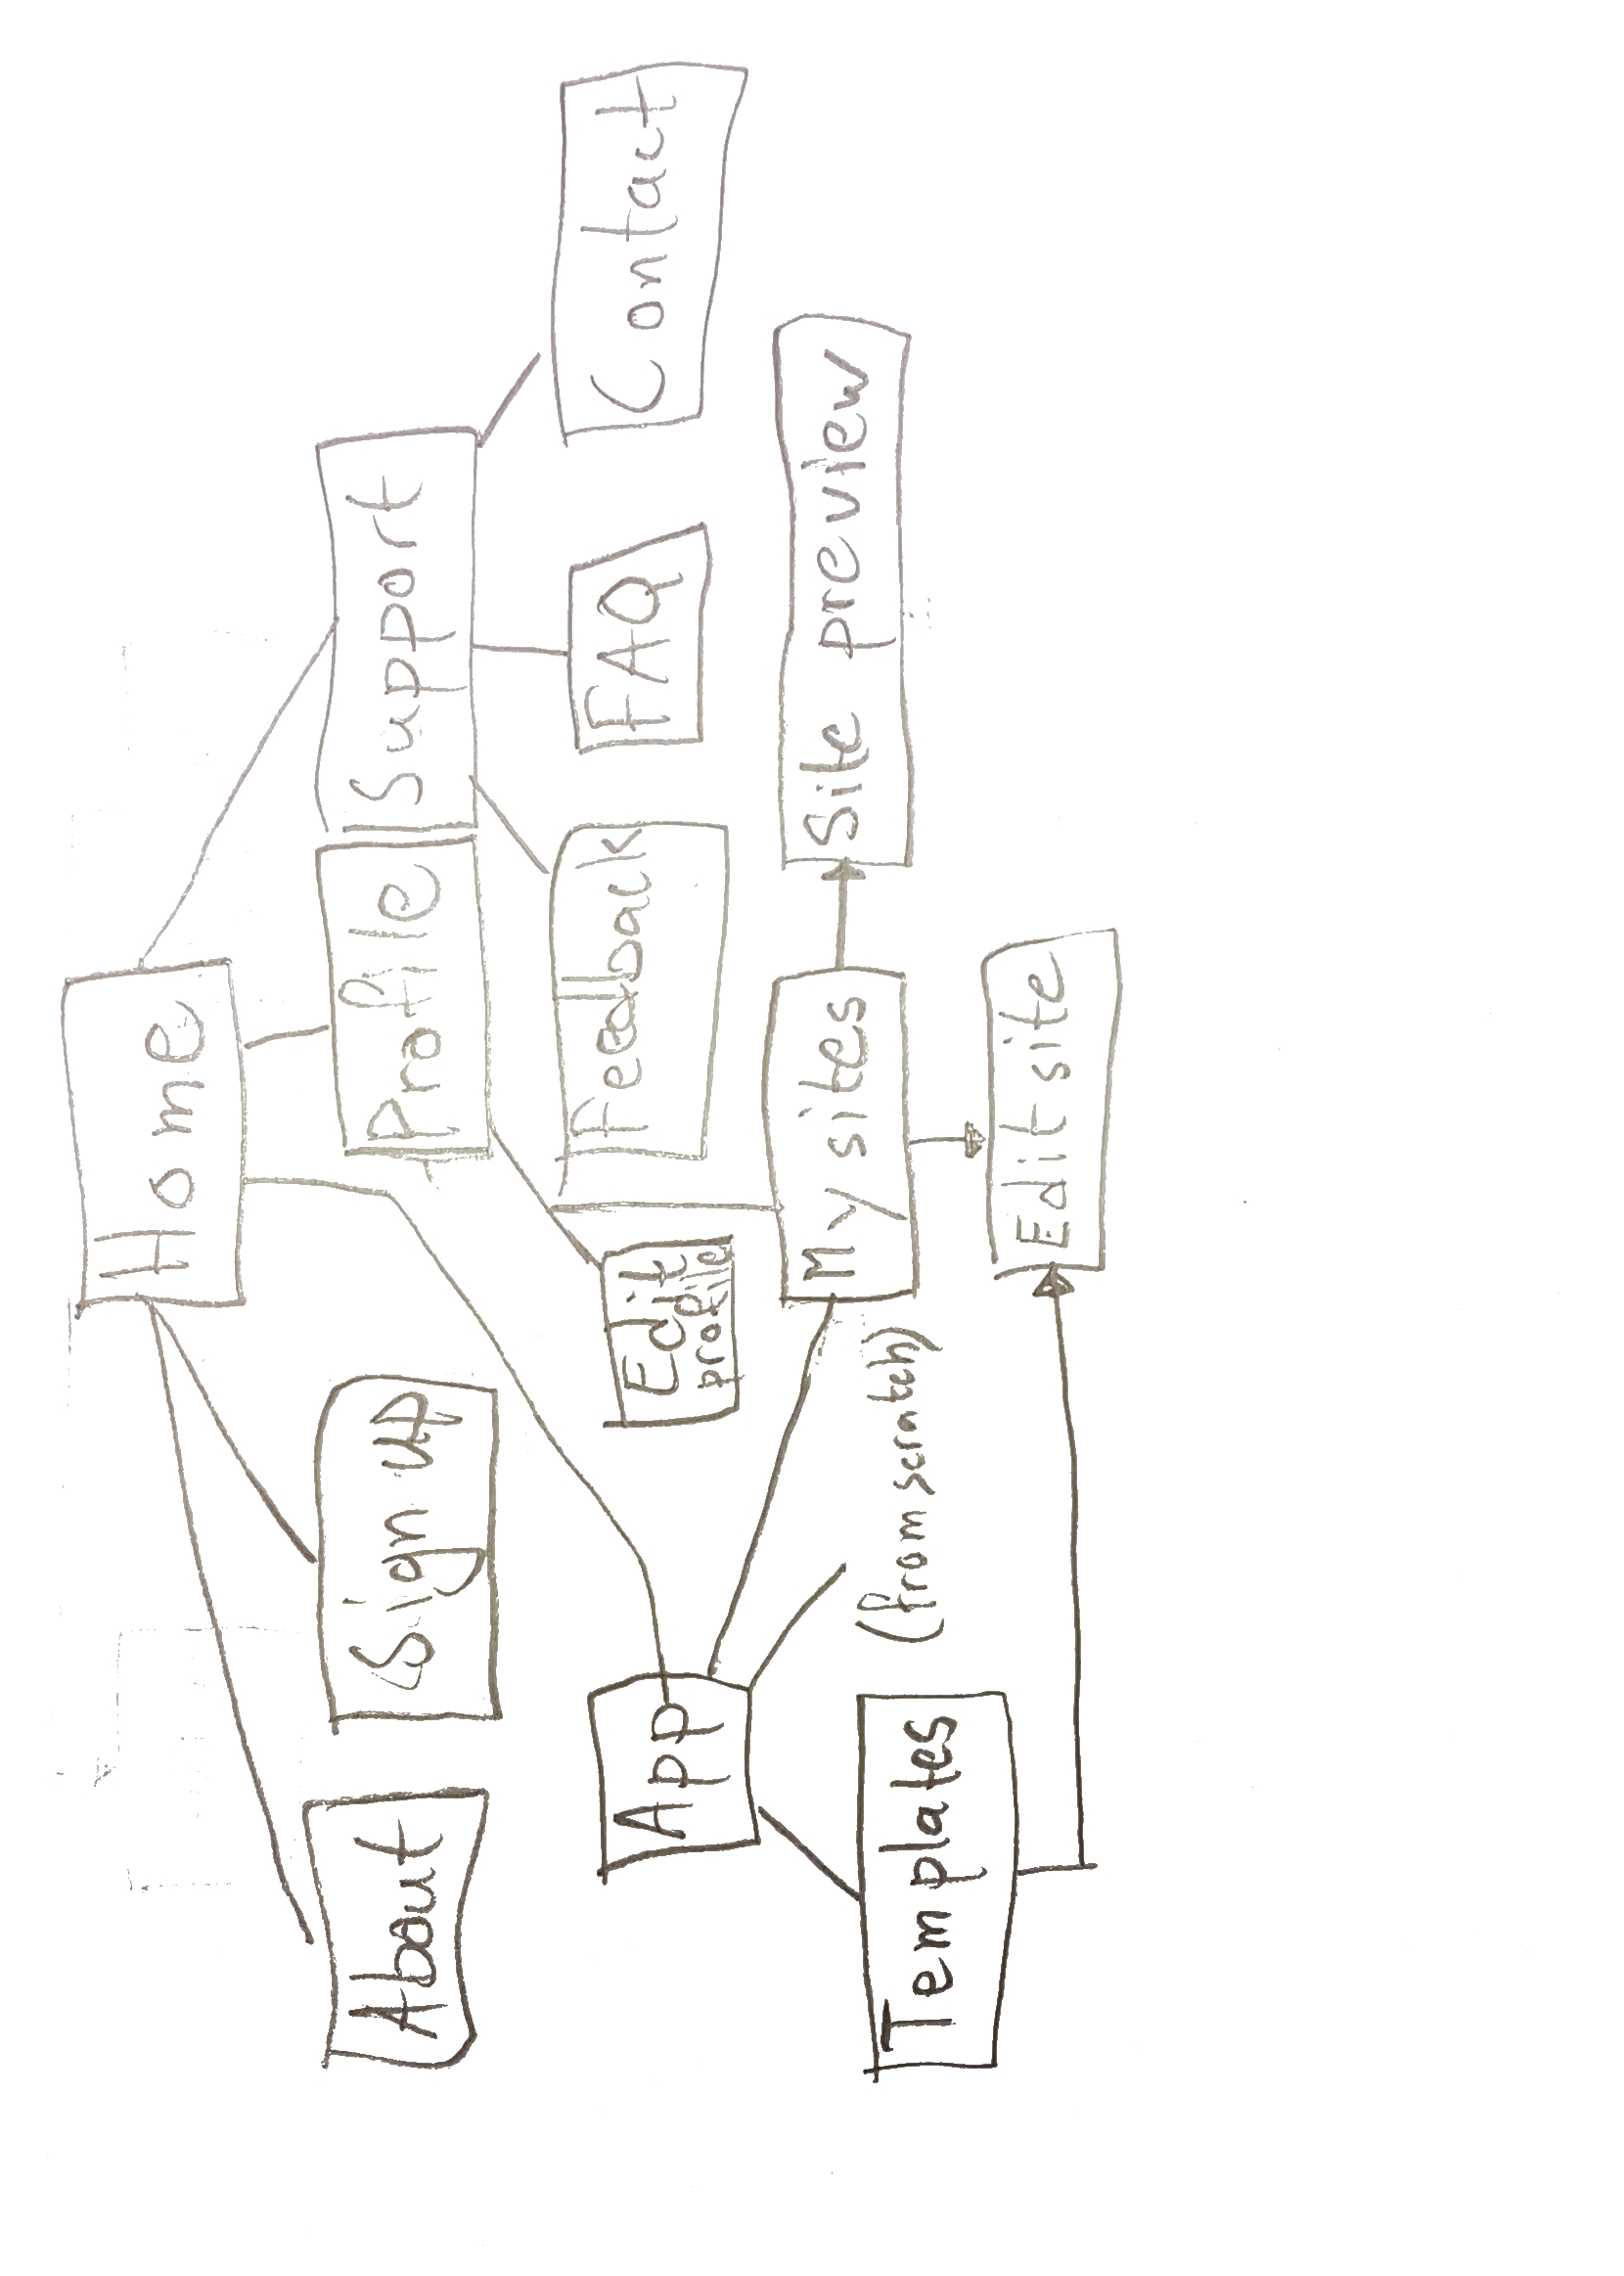 Home
About
Sign up
Profile
Support
App
Edit
profile
Feedback
FAQ
Contact
Templates
(from scratch)
My sites
Site preview
Edit site